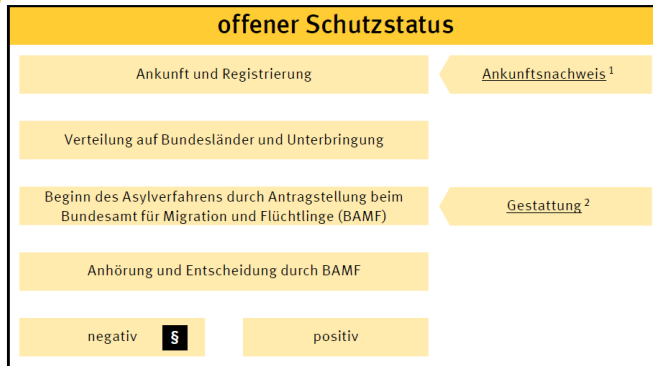 offener Schutzstatus
Ankunft und Registrierung
Ankunftsnachweis 1
Verteilung auf Bundesländer und Unterbringung
Beginn des Asylverfahrens durch Antragstellung beim
Bundesamt für Migration und Flüchtlinge (BAMF)
Gestattung 2
Anhörung und Entscheidung durch BAMF
negativ §
positiv